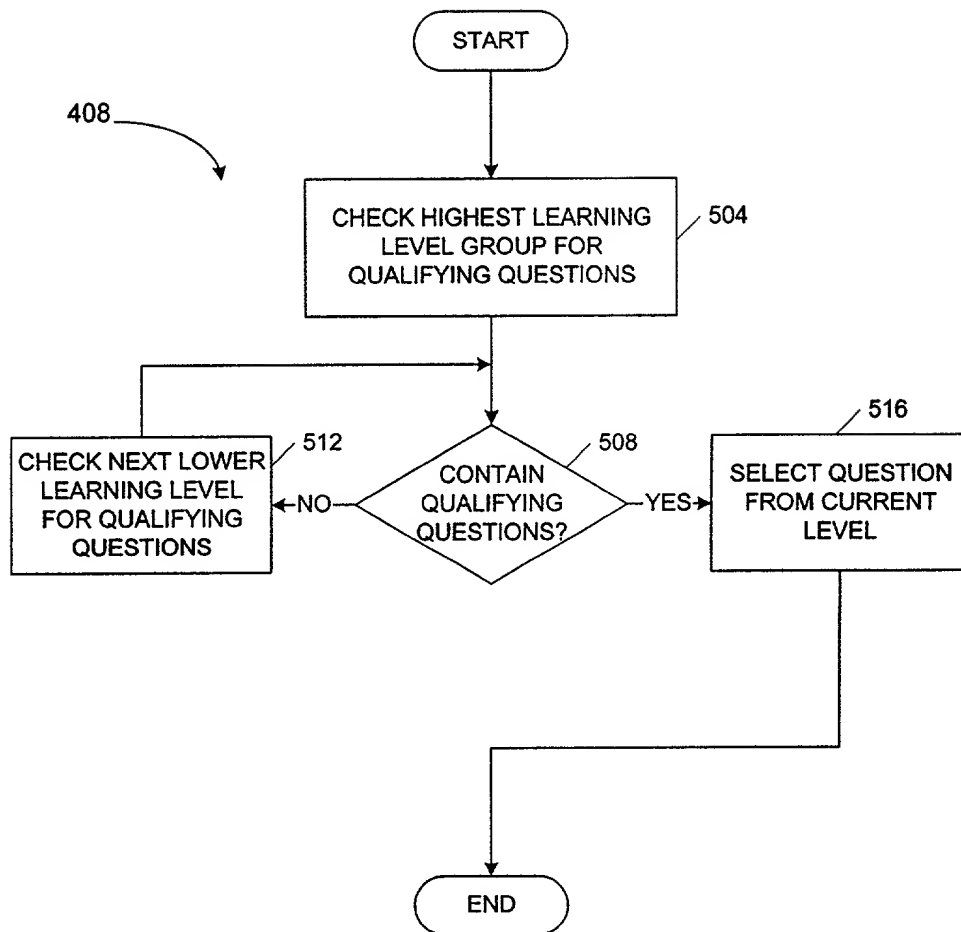 START
408
CHECK HIGHEST LEARNING
LEVEL GROUP FOR
QUALIFYING QUESTIONS
504
CHECK NEXT LOWER
LEARNING LEVEL
FOR QUALIFYING
QUESTIONS
512
NO
CONTAIN
QUALIFYING
QUESTIONS?
508
YES
516
SELECT QUESTION
FROM CURRENT
LEVEL
END